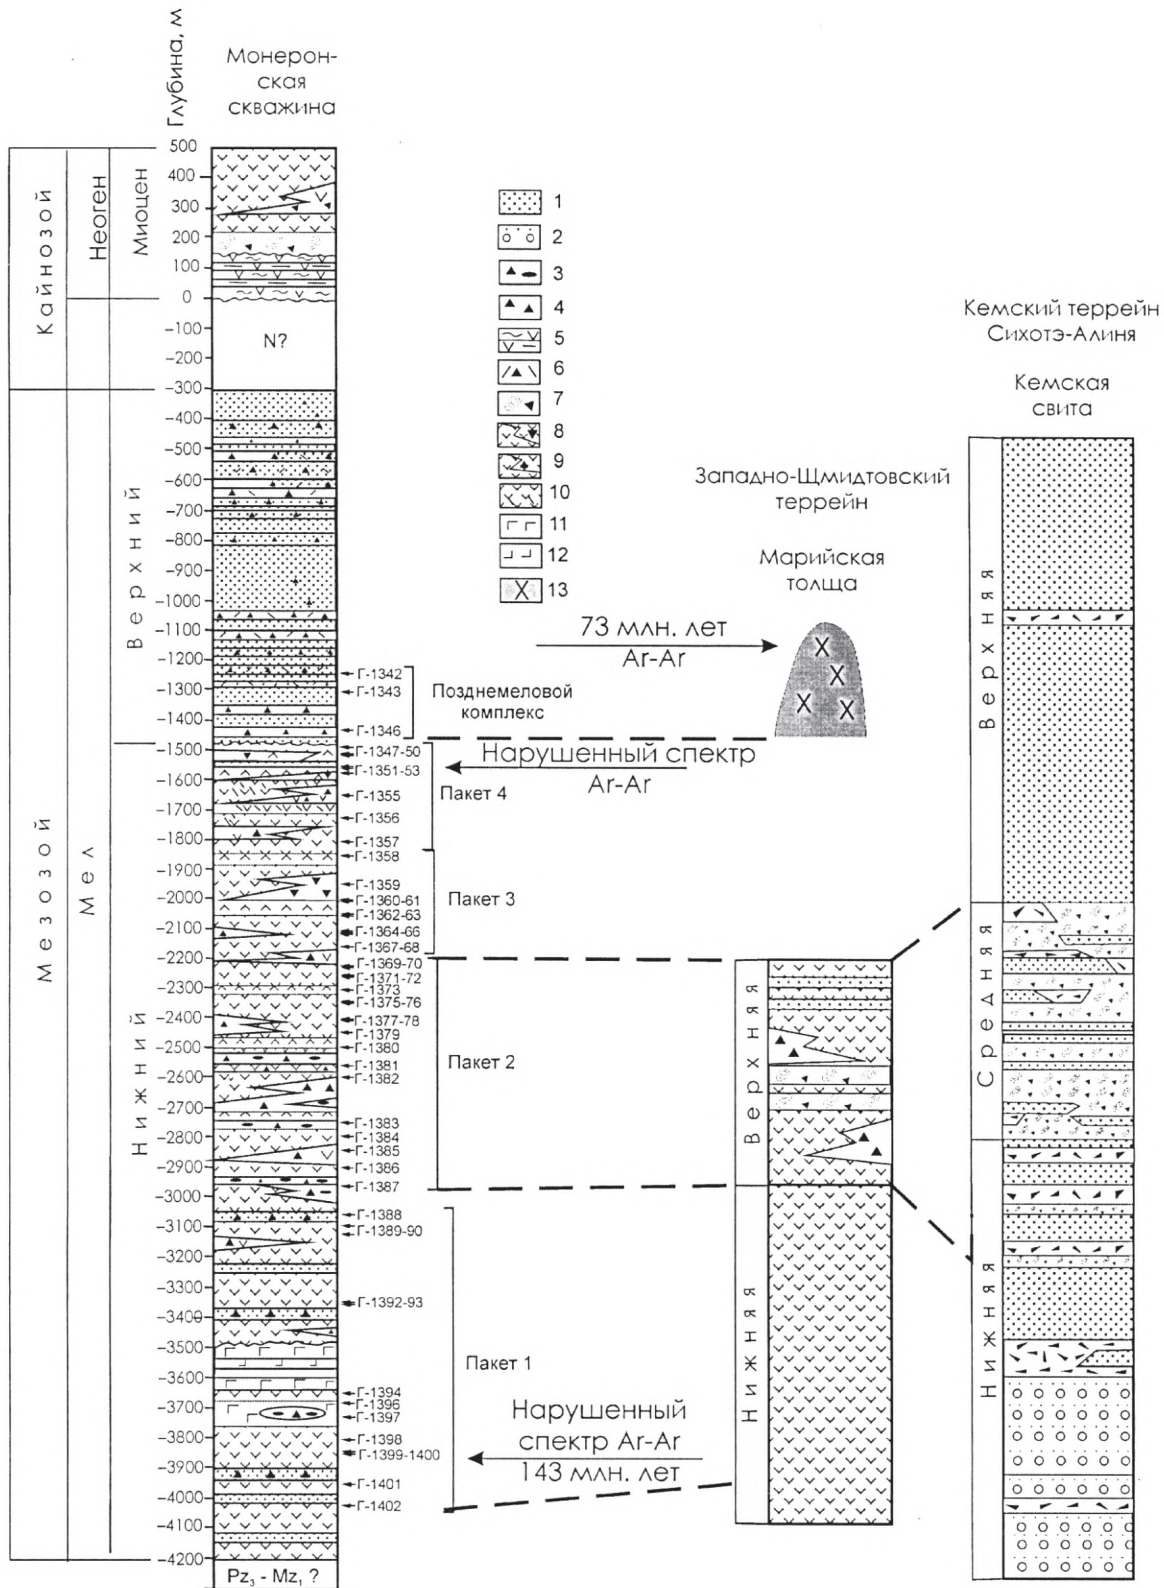 Глубина, м
Монерон-
ская
скважина
Кайнозой
Неоген
Миоцен
Мезозой
Мел
Верхний
Нижний
500
400
300
200
100
0
-100
-200
-300
-400
-500
-600
-700
-800
-900
-1000
-1100
-1200
-1300
-1400
-1500
-1600
-1700
-1800
-1900
-2000
-2100
-2200
-2300
-2400
-2500
-2600
-2700
-2800
-2900
-3000
-3100
-3200
-3300
-3400
-3500
-3600
-3700
-3800
-3900
-4000
-4100
-4200
N?
Pz3 - Mz1 ?
Г-1342
Г-1343
Г-1346
Г-1347-50
Г-1351-53
Г-1355
Г-1356
Г-1357
Г-1358
Г-1359
Г-1360-61
Г-1362-63
Г-1364-66
Г-1367-68
Г-1369-70
Г-1371-72
Г-1373
Г-1375-76
Г-1377-78
Г-1379
Г-1380
Г-1381
Г-1382
Г-1383
Г-1384
Г-1385
Г-1386
Г-1387
Г-1388
Г-1389-90
Г-1392-93
Г-1394
Г-1396
Г-1397
Г-1398
Г-1399-1400
Г-1401
Г-1402
Позднемеловой
комплекс
Пакет 4
Пакет 3
Пакет 2
Пакет 1
1
2
3
4
5
6
7
8
9
10
11
12
13
73 млн. лет
Ar-Ar
Нарушенный спектр
Ar-Ar
Нарушенный
спектр Ar-Ar
143 млн. лет
Западно-Щмидтовский
террейн
Марийская
толща
Верхняя
Нижняя
Кемский террейн
Сихотэ-Алиня
Кемская
свита
Верхняя
Средняя
Нижняя